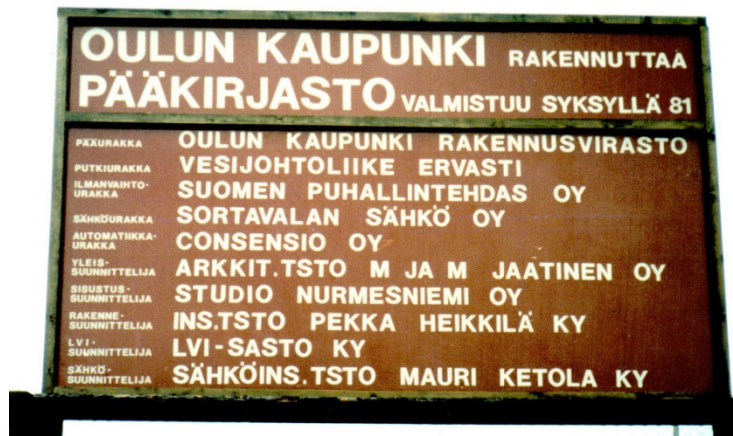 OULUN KAUPUNKI RAKENNUTTAA
PÄÄKIRJASTO VALMISTUU SYKSYLLÄ 81
PÄÄURAKKA OULUN KAUPUNKI RAKENNUSVIRASTO
PUTKIURAKKA VESIJOHTOLIIKE ERVASTI
ILMANVAIHTO-
URAKKA SUOMEN PUHALLINTEHDAS OY
SÄHKÖURAKKA SORTAVALAN SÄHKÖ OY
AUTOMATIIKKA-
URAKKA CONSENSIO OY
YLEIS-
SUUNNITTELIJA ARKKIT.TSTO M JA M JAATINEN OY
SISUSTUS-
SUUNNITTELIJA STUDIO NURMESNIEMI OY
RAKENNE-
SUUNNITTELIJA INS.TSTO PEKKA HEIKKILÄ KY
LVI-
SUUNNITTELIJA LVI-SASTO KY
SÄHKÖ-
SUUNNITTELIJA SÄHKÖINS.TSTO MAURI KETOLA KY